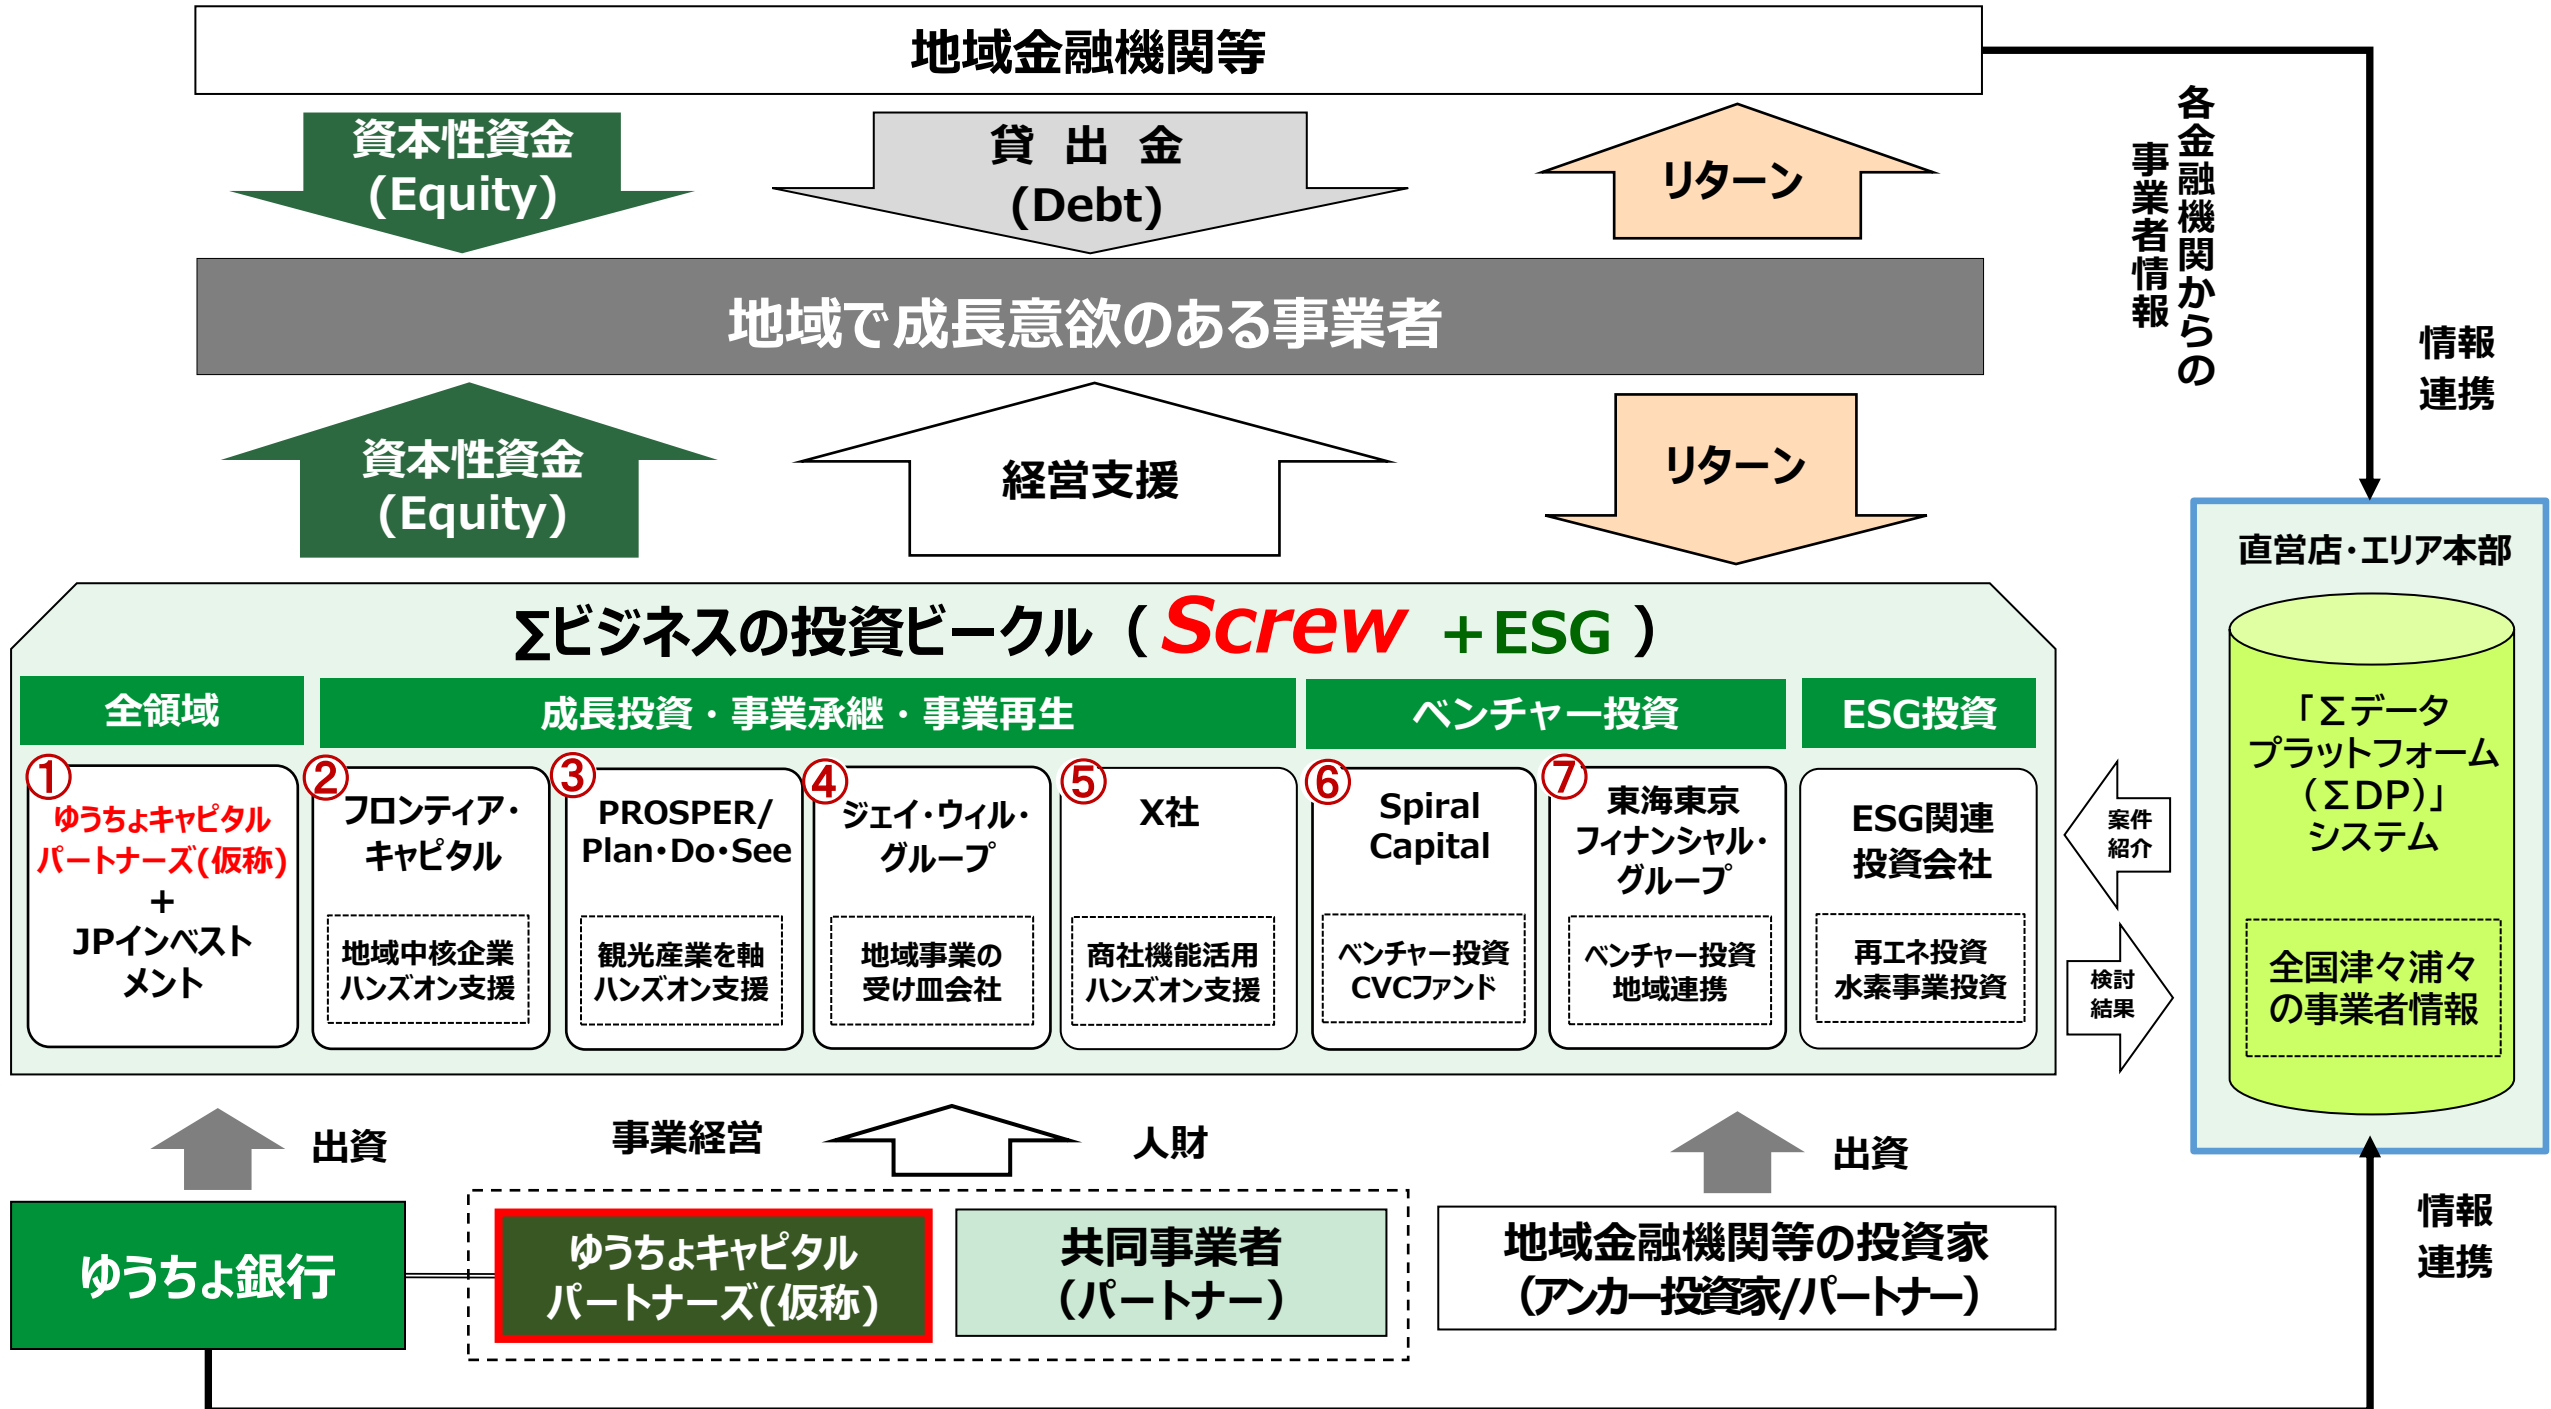 地域金融機関等
資本性資金
(Equity)
貸 出 金
(Debt)
リターン
各金融機関からの
事業者情報
情報
連携
地域で成長意欲のある事業者
資本性資金
(Equity)
経営支援
リターン
Σビジネスの投資ビークル（ Screw +ESG ）
全領域
成長投資・事業承継・事業再生
ベンチャー投資
ESG投資
①
ゆうちょキャピタル
パートナーズ(仮称)
+
JPインベスト
メント
②
フロンティア・
キャピタル
地域中核企業
ハンズオン支援
③
PROSPER/
Plan・Do・See
観光産業を軸
ハンズオン支援
④
ジェイ・ウィル・
グループ
地域事業の
受け皿会社
⑤
X社
商社機能活用
ハンズオン支援
⑥
Spiral
Capital
ベンチャー投資
CVCファンド
⑦
東海東京
フィナンシャル・
グループ
ベンチャー投資
地域連携
ESG関連
投資会社
再エネ投資
水素事業投資
案件
紹介
検討
結果
直営店・エリア本部
「Σデータ
プラットフォーム
（ΣDP）」
システム
全国津々浦々
の事業者情報
出資
事業経営
人財
出資
ゆうちょ銀行
ゆうちょキャピタル
パートナーズ(仮称)
共同事業者
（パートナー）
地域金融機関等の投資家
（アンカー投資家/パートナー）
情報
連携